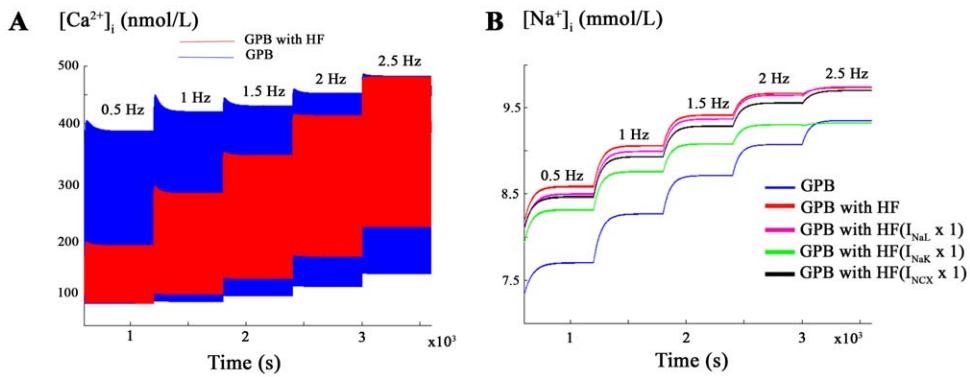 A
[Ca²⁺]ᵢ (nmol/L)
GPB with HF
GPB
500
400
300
200
100
0.5 Hz
1 Hz
1.5 Hz
2 Hz
2.5 Hz
1
2
3
x10³
Time (s)
B
[Na⁺]ᵢ (mmol/L)
9.5
8.5
7.5
0.5 Hz
1 Hz
1.5 Hz
2 Hz
2.5 Hz
GPB
GPB with HF
GPB with HF(I_NaL x 1)
GPB with HF(I_NaK x 1)
GPB with HF(I_NCX x 1)
1
2
3
x10³
Time (s)